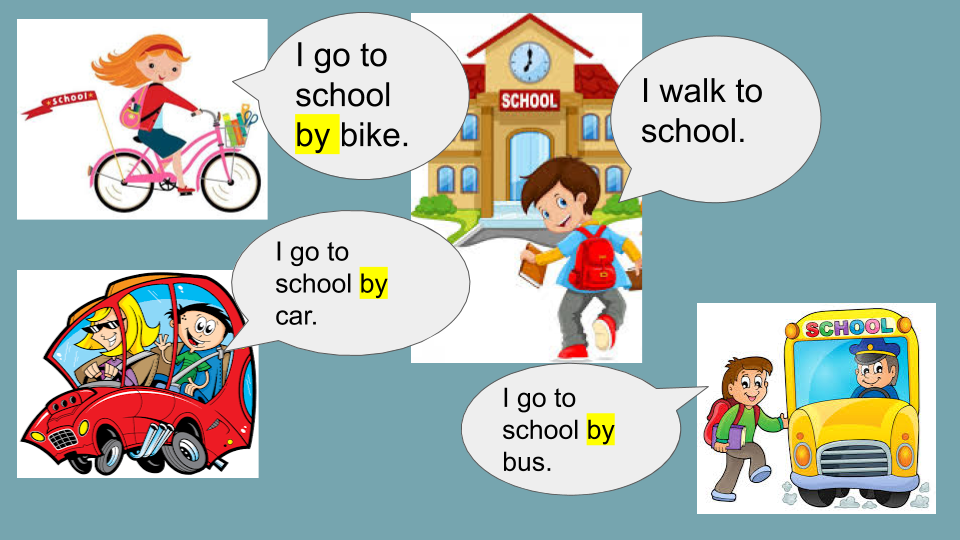 school
I go to
school
by bike.
SCHOOL
I walk to
school.
I go to
school by
car.
I go to
school by
bus.
SCHOOL